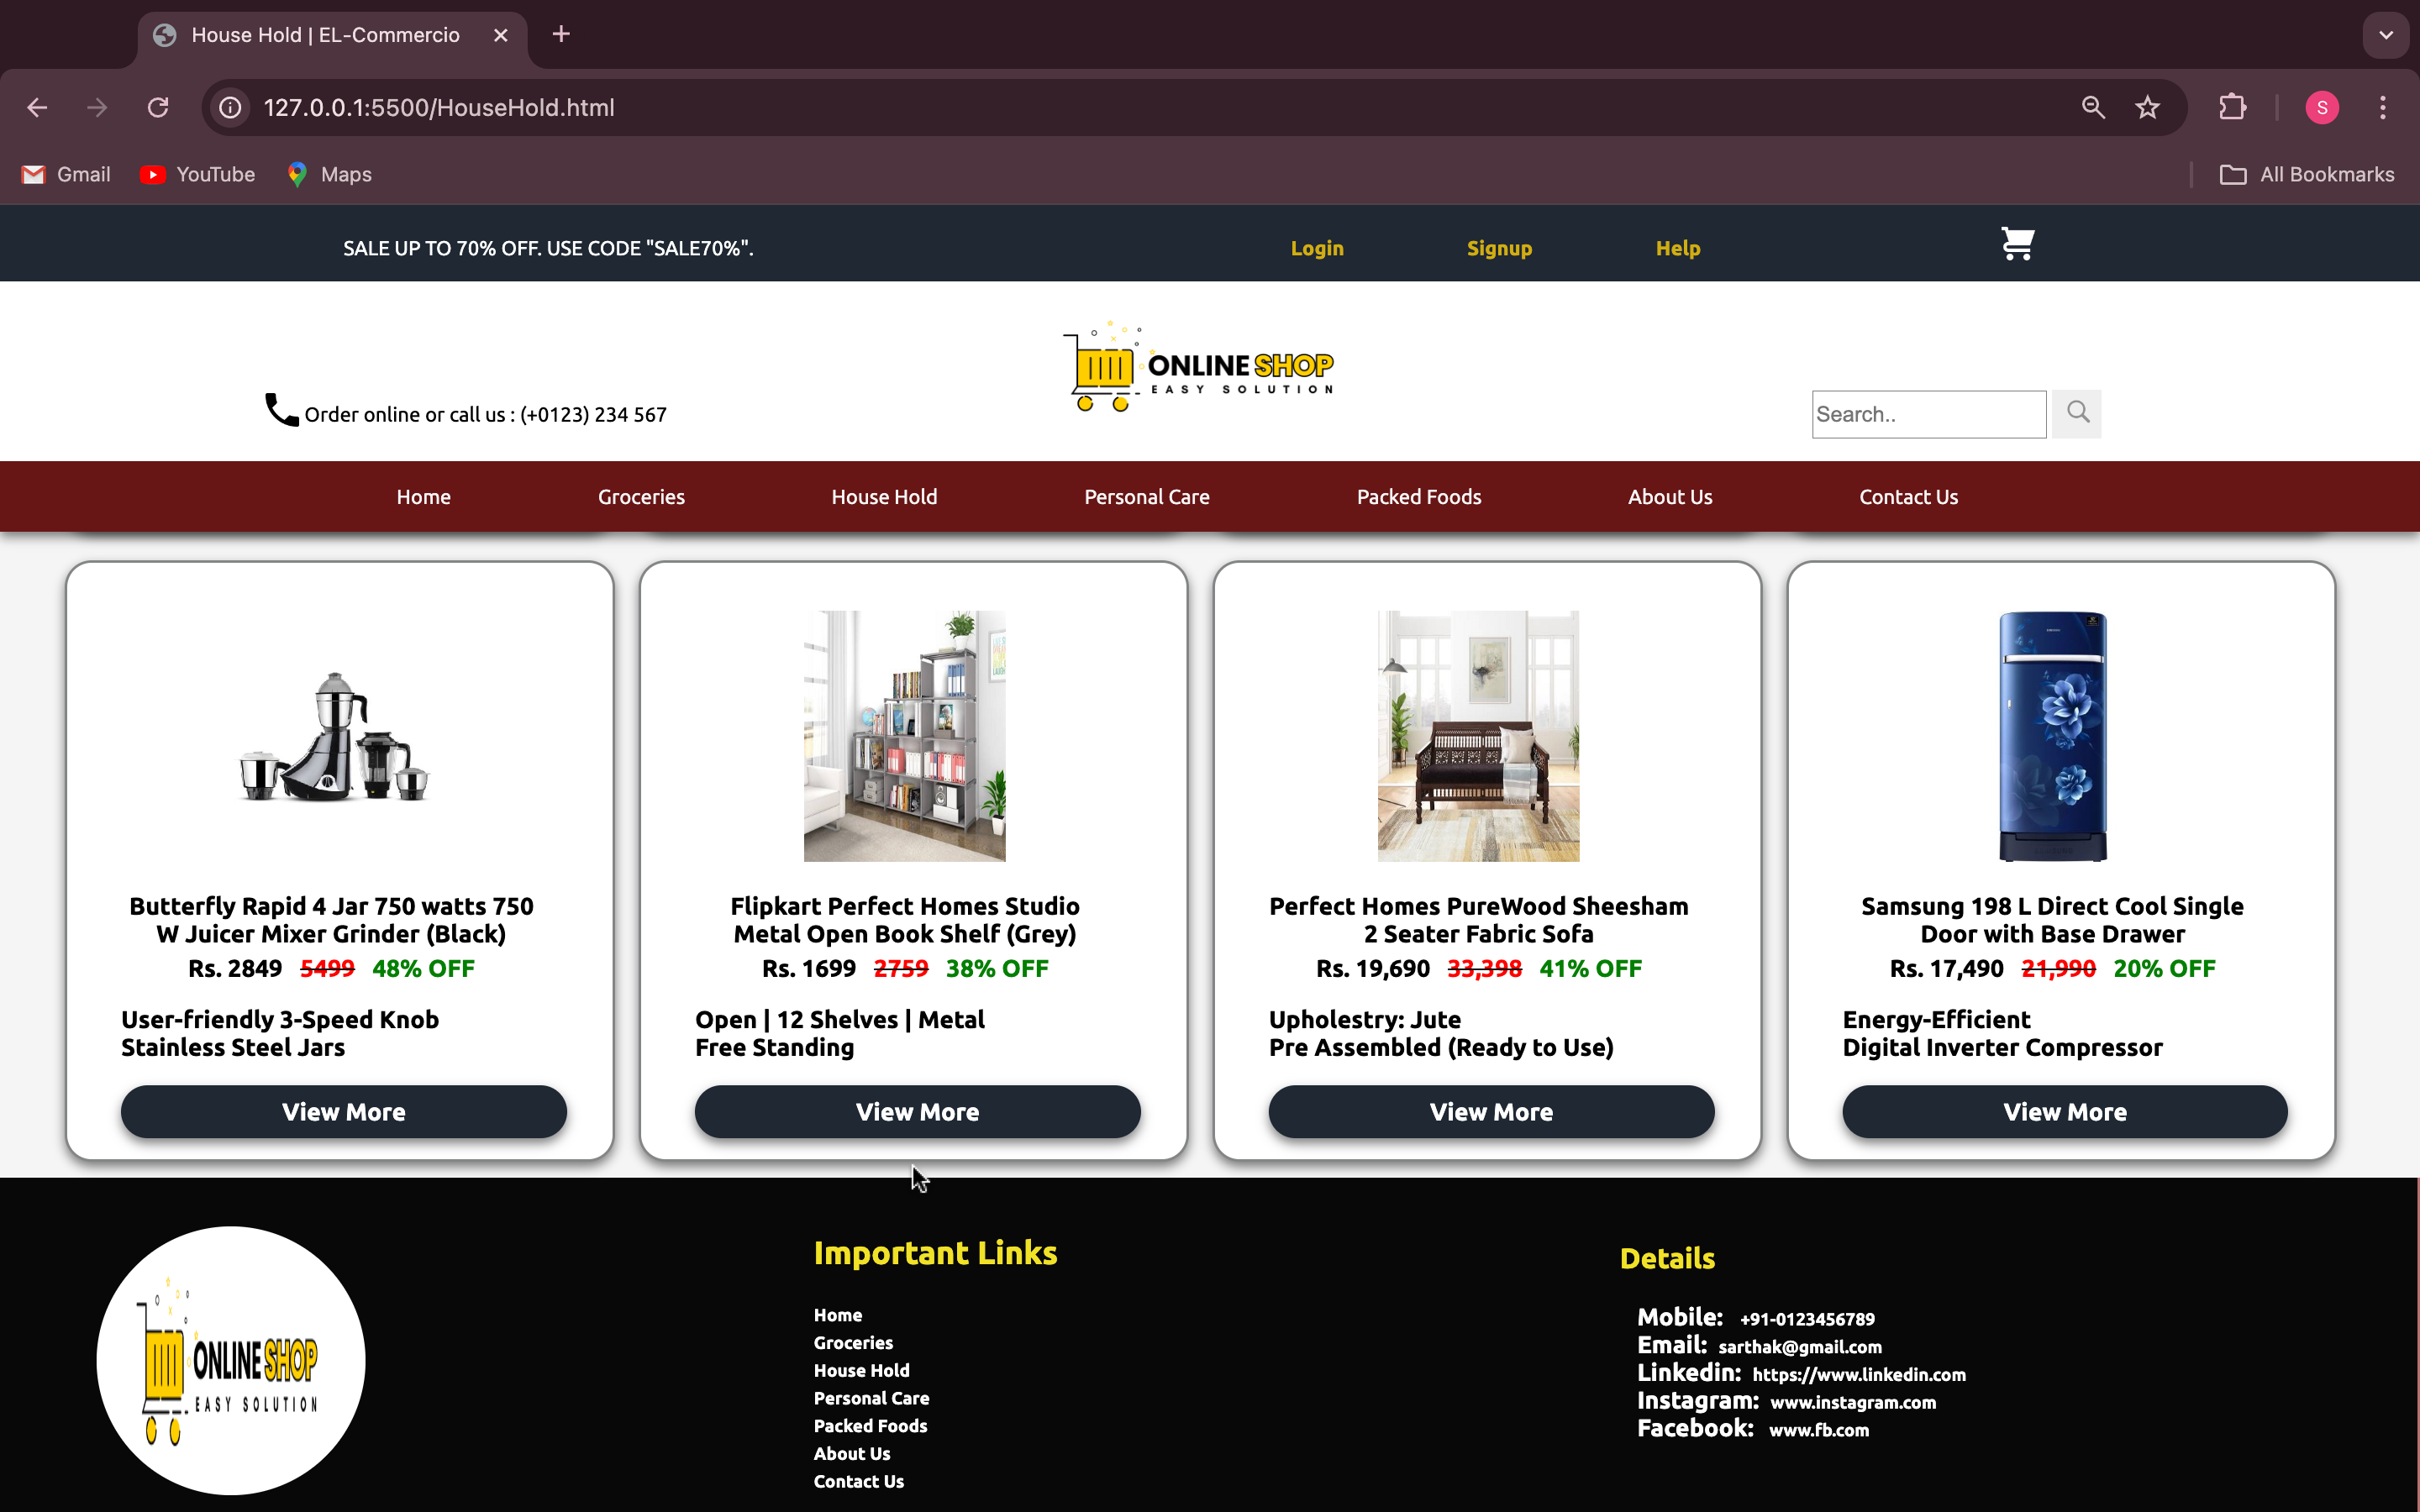 House Hold | EL-Commercio
127.0.0.1:5500/HouseHold.html
S
Gmail
YouTube
Maps
All Bookmarks
SALE UP TO 70% OFF. USE CODE "SALE70%".
Login
Signup
Help
ONLINE SHOP
EASY SOLUTION
Order online or call us : (+0123) 234 567
Search..
Home
Groceries
House Hold
Personal Care
Packed Foods
About Us
Contact Us
Butterfly Rapid 4 Jar 750 watts 750
W Juicer Mixer Grinder (Black)
Rs. 2849 5499 48% OFF
User-friendly 3-Speed Knob
Stainless Steel Jars
View More
Flipkart Perfect Homes Studio
Metal Open Book Shelf (Grey)
Rs. 1699 2759 38% OFF
Open | 12 Shelves | Metal
Free Standing
View More
Perfect Homes PureWood Sheesham
2 Seater Fabric Sofa
Rs. 19,690 33,398 41% OFF
Upholestry: Jute
Pre Assembled (Ready to Use)
View More
Samsung 198 L Direct Cool Single
Door with Base Drawer
Rs. 17,490 21,990 20% OFF
Energy-Efficient
Digital Inverter Compressor
View More
ONLINE SHOP
EASY SOLUTION
Important Links
Home
Groceries
House Hold
Personal Care
Packed Foods
About Us
Contact Us
Details
Mobile: +91-0123456789
Email: sarthak@gmail.com
Linkedin: https://www.linkedin.com
Instagram: www.instagram.com
Facebook: www.fb.com